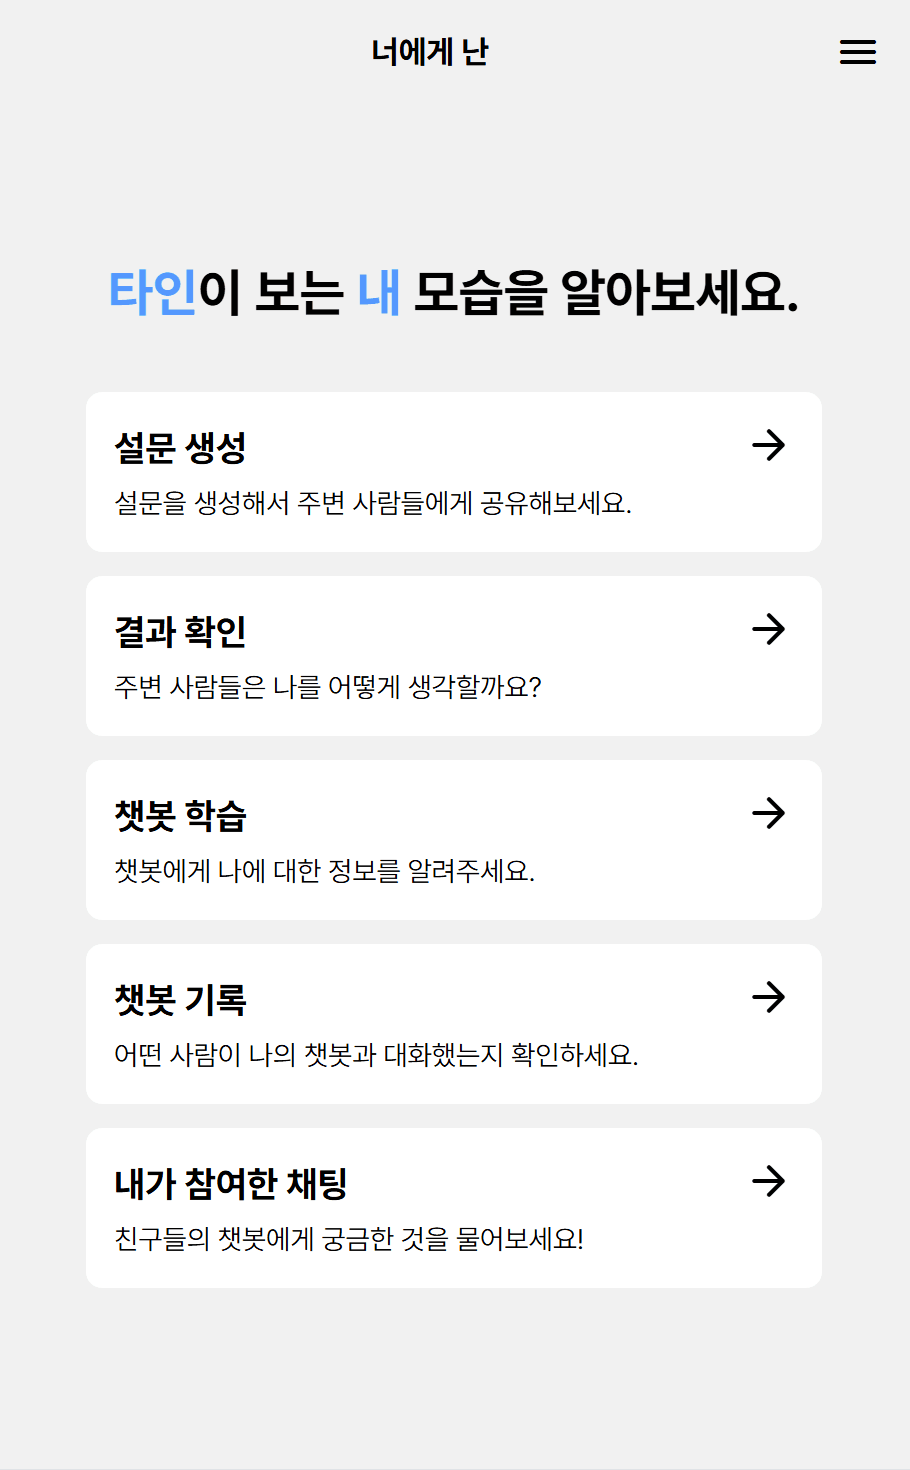 너에게 난
타인이 보는 내 모습을 알아보세요.
설문 생성
설문을 생성해서 주변 사람들에게 공유해보세요.
결과 확인
주변 사람들은 나를 어떻게 생각할까요?
챗봇 학습
챗봇에게 나에 대한 정보를 알려주세요.
챗봇 기록
어떤 사람이 나의 챗봇과 대화했는지 확인하세요.
내가 참여한 채팅
친구들의 챗봇에게 궁금한 것을 물어보세요!